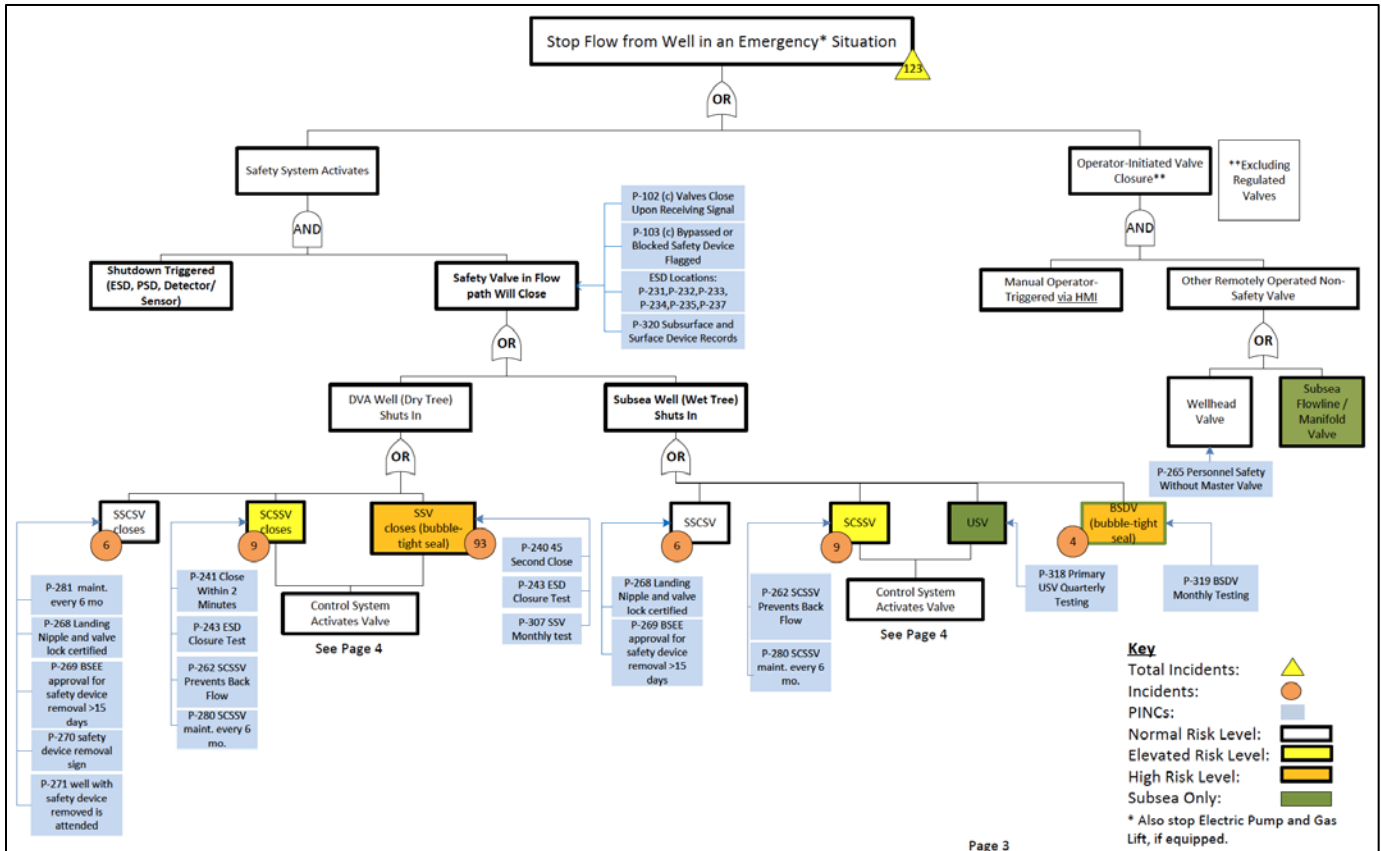 Stop Flow from Well in an Emergency* Situation
123
OR
Safety System Activates
Operator-Initiated Valve
Closure**
**Excluding
Regulated
Valves
AND
AND
P-102 (c) Valves Close
Upon Receiving Signal
P-103 (c) Bypassed or
Blocked Safety Device
Flagged
ESD Locations:
P-231,P-232,P-233,
P-234,P-235,P-237
P-320 Subsurface and
Surface Device Records
Shutdown Triggered
(ESD, PSD, Detector/
Sensor)
Safety Valve in Flow
path Will Close
Manual Operator-
Triggered via HMI
Other Remotely Operated Non-
Safety Valve
OR
OR
DVA Well (Dry Tree)
Shuts In
Subsea Well (Wet Tree)
Shuts In
Wellhead
Valve
Subsea
Flowline /
Manifold
Valve
P-265 Personnel Safety
Without Master Valve
OR
OR
SSCSV
closes
6
SCSSV
closes
9
SSV
closes (bubble-
tight seal)
93
SSCSV
6
SCSSV
9
USV
BSDV
(bubble-tight
seal)
4
P-281 maint.
every 6 mo
P-268 Landing
Nipple and valve
lock certified
P-269 BSEE
approval for
safety device
removal >15
days
P-270 safety
device removal
sign
P-271 well with
safety device
removed is
attended
P-241 Close
Within 2
Minutes
P-243 ESD
Closure Test
P-262 SCSSV
Prevents Back
Flow
P-280 SCSSV
maint. every 6
mo.
Control System
Activates Valve
See Page 4
P-240 45
Second Close
P-243 ESD
Closure Test
P-307 SSV
Monthly test
P-268 Landing
Nipple and valve
lock certified
P-269 BSEE
approval for
safety device
removal >15
days
P-262 SCSSV
Prevents Back
Flow
P-280 SCSSV
maint. every 6
mo.
Control System
Activates Valve
See Page 4
P-318 Primary
USV Quarterly
Testing
P-319 BSDV
Monthly Testing
Key
Total Incidents:
Incidents:
PINCs:
Normal Risk Level:
Elevated Risk Level:
High Risk Level:
Subsea Only:
* Also stop Electric Pump and Gas
Lift, if equipped.
Page 3